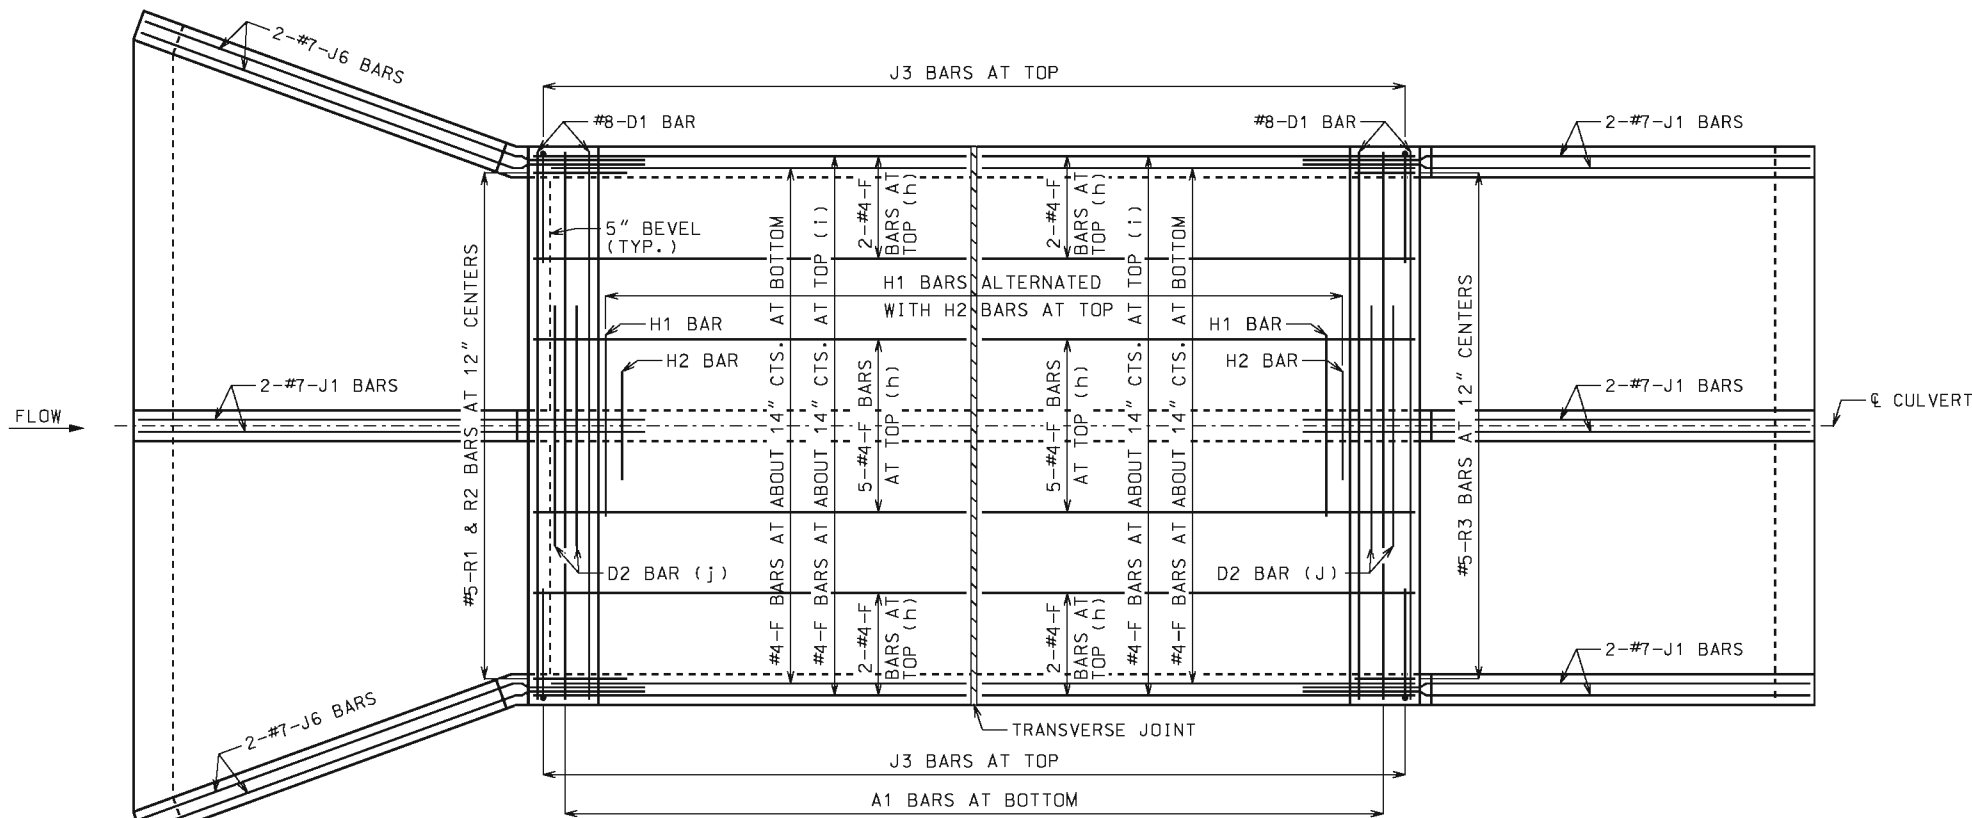 2-#7-J6 BARS
J3 BARS AT TOP
#8-D1 BAR
#8-D1 BAR
2-#7-J1 BARS
5" BEVEL
(TYP.)
2-#4-F
BARS AT
TOP (h)
2-#4-F
BARS AT
TOP (h)
H1 BARS ALTERNATED
WITH H2 BARS AT TOP
H1 BAR
H1 BAR
H2 BAR
H2 BAR
#5-R1 & R2 BARS AT 12" CENTERS
#4-F BARS AT ABOUT 14" CTS. AT BOTTOM
#4-F BARS AT ABOUT 14" CTS. AT TOP (i)
5-#4-F BARS
AT TOP (h)
5-#4-F BARS
AT TOP (h)
#4-F BARS AT ABOUT 14" CTS. AT TOP (i)
#4-F BARS AT ABOUT 14" CTS. AT BOTTOM
#5-R3 BARS AT 12" CENTERS
2-#7-J1 BARS
2-#7-J1 BARS
FLOW
℄ CULVERT
D2 BAR (j)
D2 BAR (J)
2-#4-F
BARS AT
TOP (h)
2-#4-F
BARS AT
TOP (h)
2-#7-J1 BARS
2-#7-J6 BARS
TRANSVERSE JOINT
J3 BARS AT TOP
A1 BARS AT BOTTOM